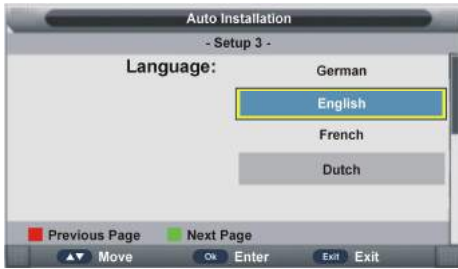 Auto Installation
- Setup 3 -
Language:
German
English
French
Dutch
Previous Page Next Page
▲▼ Move Ok Enter Exit Exit